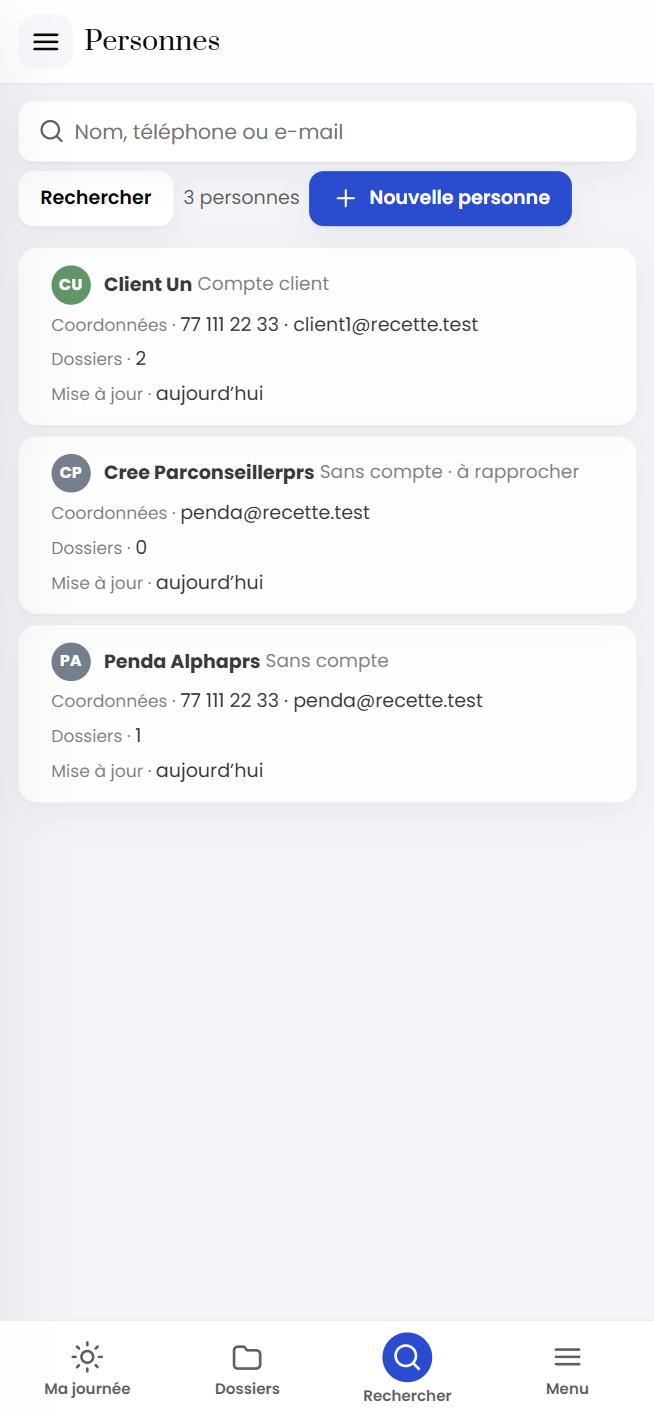 Personnes
Nom, téléphone ou e-mail
Rechercher 3 personnes + Nouvelle personne
CU Client Un Compte client
Coordonnées · 77 111 22 33 · client1@recette.test
Dossiers · 2
Mise à jour · aujourd’hui
CP Cree Parconseillerprs Sans compte · à rapprocher
Coordonnées · penda@recette.test
Dossiers · 0
Mise à jour · aujourd’hui
PA Penda Alphaprs Sans compte
Coordonnées · 77 111 22 33 · penda@recette.test
Dossiers · 1
Mise à jour · aujourd’hui
Ma journée Dossiers Rechercher Menu